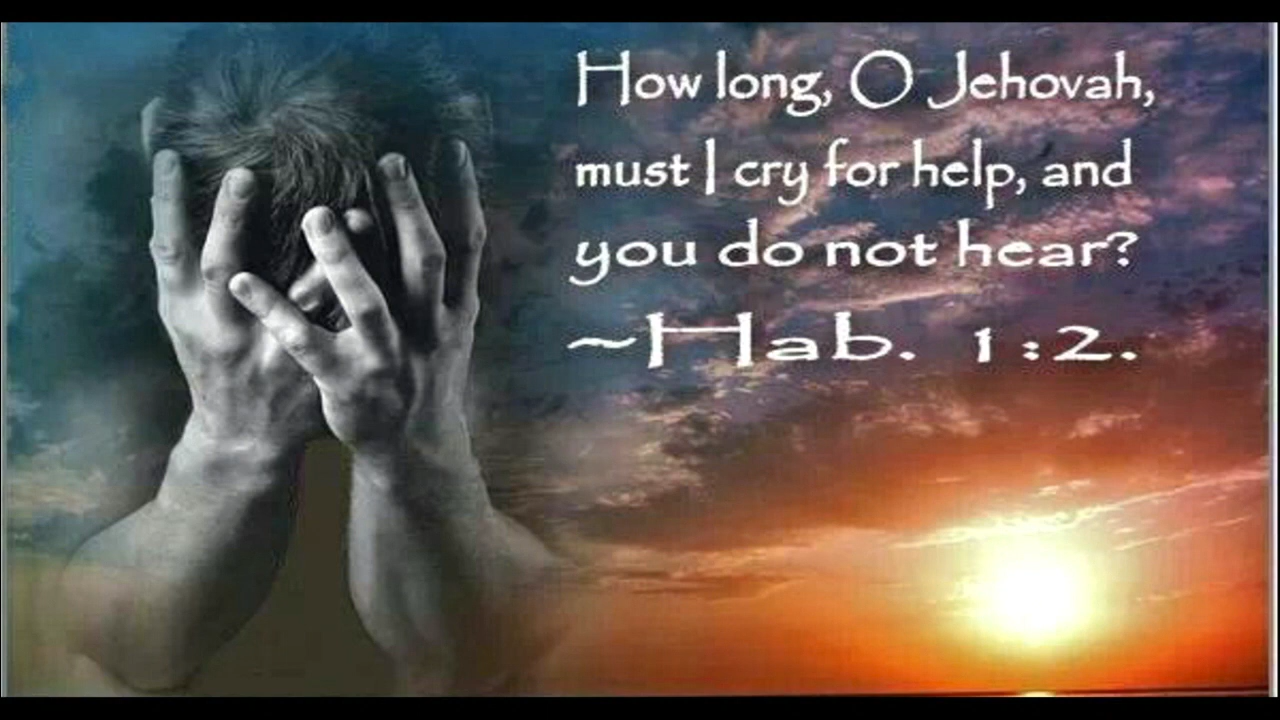 How long, O Jehovah,
must I cry for help, and
you do not hear?
~Hab. 1:2.